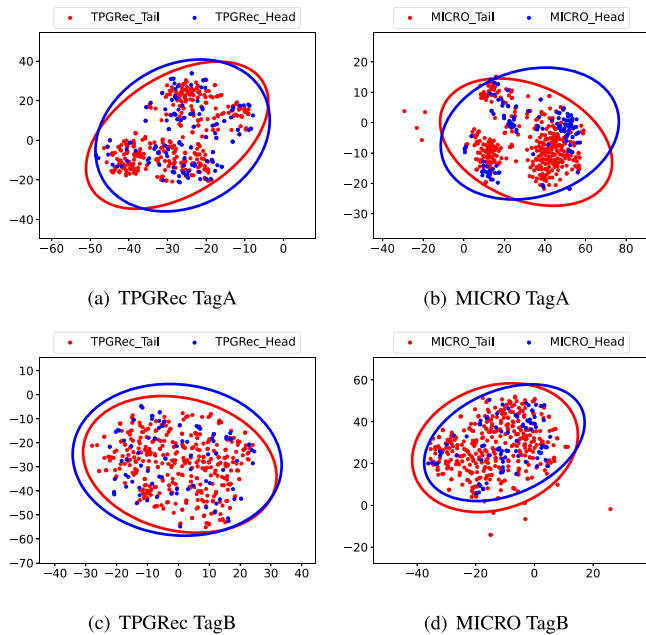 TPGRec_Tail TPGRec_Head
40
20
0
−20
−40
−60 −50 −40 −30 −20 −10 0
(a) TPGRec TagA
MICRO_Tail MICRO_Head
20
10
0
−10
−20
−30
−40 −20 0 20 40 60 80
(b) MICRO TagA
TPGRec_Tail TPGRec_Head
10
0
−10
−20
−30
−40
−50
−60
−70
−40 −30 −20 −10 0 10 20 30 40
(c) TPGRec TagB
MICRO_Tail MICRO_Head
60
40
20
0
−20
−40 −20 0 20
(d) MICRO TagB